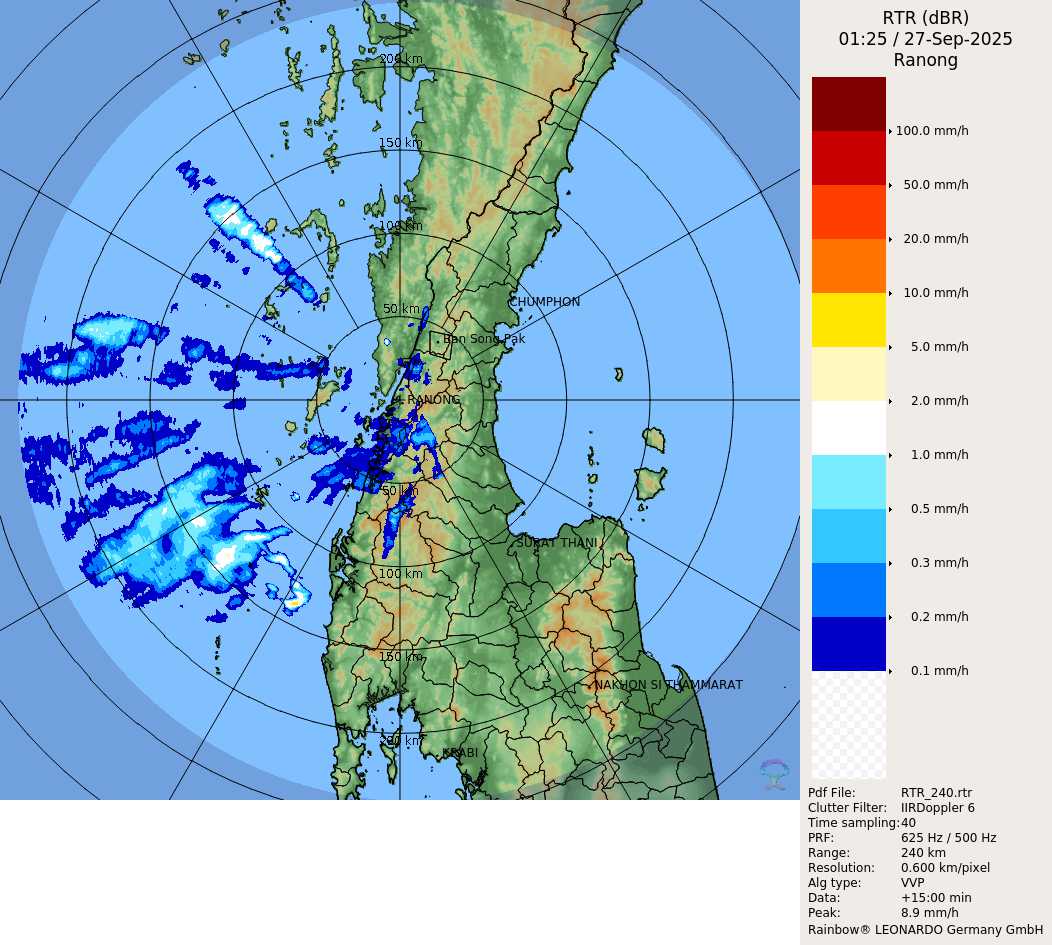 RTR (dBR)
01:25 / 27-Sep-2025
Ranong
200 km
150 km
100 km
50 km
CHUMPHON
Ban Song Pak
RANONG
50 km
SURAT THANI
100 km
150 km
NAKHON SI THAMMARAT
200 km
KRABI
100.0 mm/h
50.0 mm/h
20.0 mm/h
10.0 mm/h
5.0 mm/h
2.0 mm/h
1.0 mm/h
0.5 mm/h
0.3 mm/h
0.2 mm/h
0.1 mm/h
Pdf File: RTR_240.rtr
Clutter Filter: IIRDoppler 6
Time sampling: 40
PRF: 625 Hz / 500 Hz
Range: 240 km
Resolution: 0.600 km/pixel
Alg type: VVP
Data: +15:00 min
Peak: 8.9 mm/h
Rainbow® LEONARDO Germany GmbH